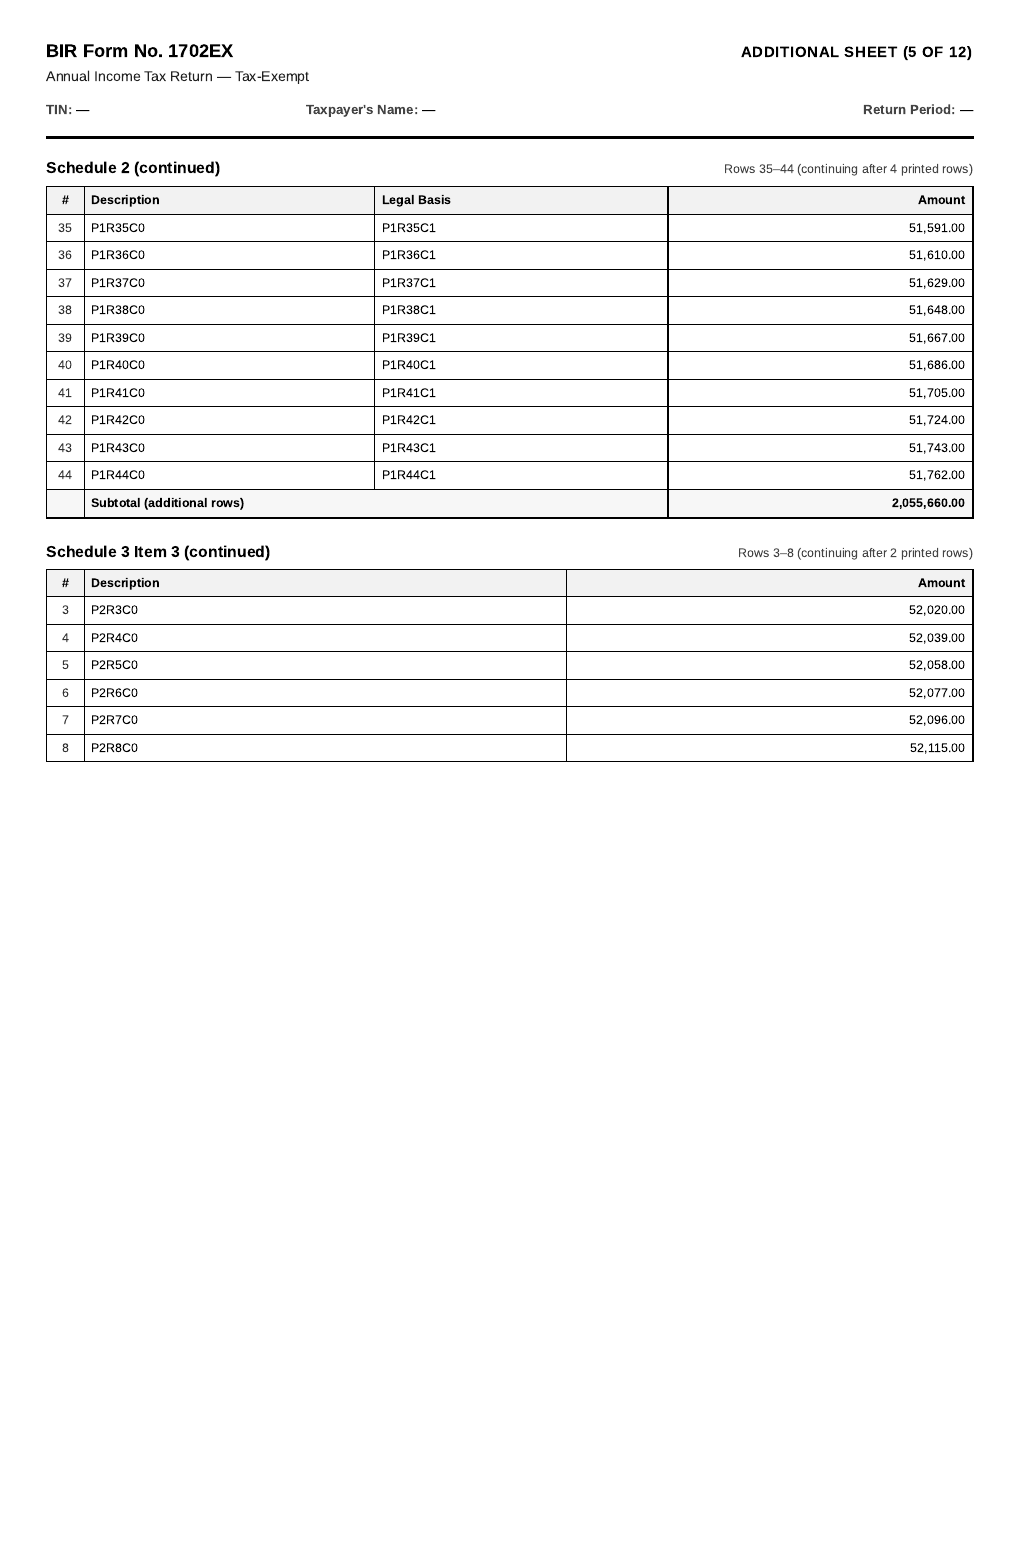 BIR Form No. 1702EX
ADDITIONAL SHEET (5 OF 12)
Annual Income Tax Return — Tax-Exempt
TIN: — Taxpayer's Name: — Return Period: —
Schedule 2 (continued) Rows 35–44 (continuing after 4 printed rows)
# Description Legal Basis Amount
35 P1R35C0 P1R35C1 51,591.00
36 P1R36C0 P1R36C1 51,610.00
37 P1R37C0 P1R37C1 51,629.00
38 P1R38C0 P1R38C1 51,648.00
39 P1R39C0 P1R39C1 51,667.00
40 P1R40C0 P1R40C1 51,686.00
41 P1R41C0 P1R41C1 51,705.00
42 P1R42C0 P1R42C1 51,724.00
43 P1R43C0 P1R43C1 51,743.00
44 P1R44C0 P1R44C1 51,762.00
Subtotal (additional rows) 2,055,660.00
Schedule 3 Item 3 (continued) Rows 3–8 (continuing after 2 printed rows)
# Description Amount
3 P2R3C0 52,020.00
4 P2R4C0 52,039.00
5 P2R5C0 52,058.00
6 P2R6C0 52,077.00
7 P2R7C0 52,096.00
8 P2R8C0 52,115.00